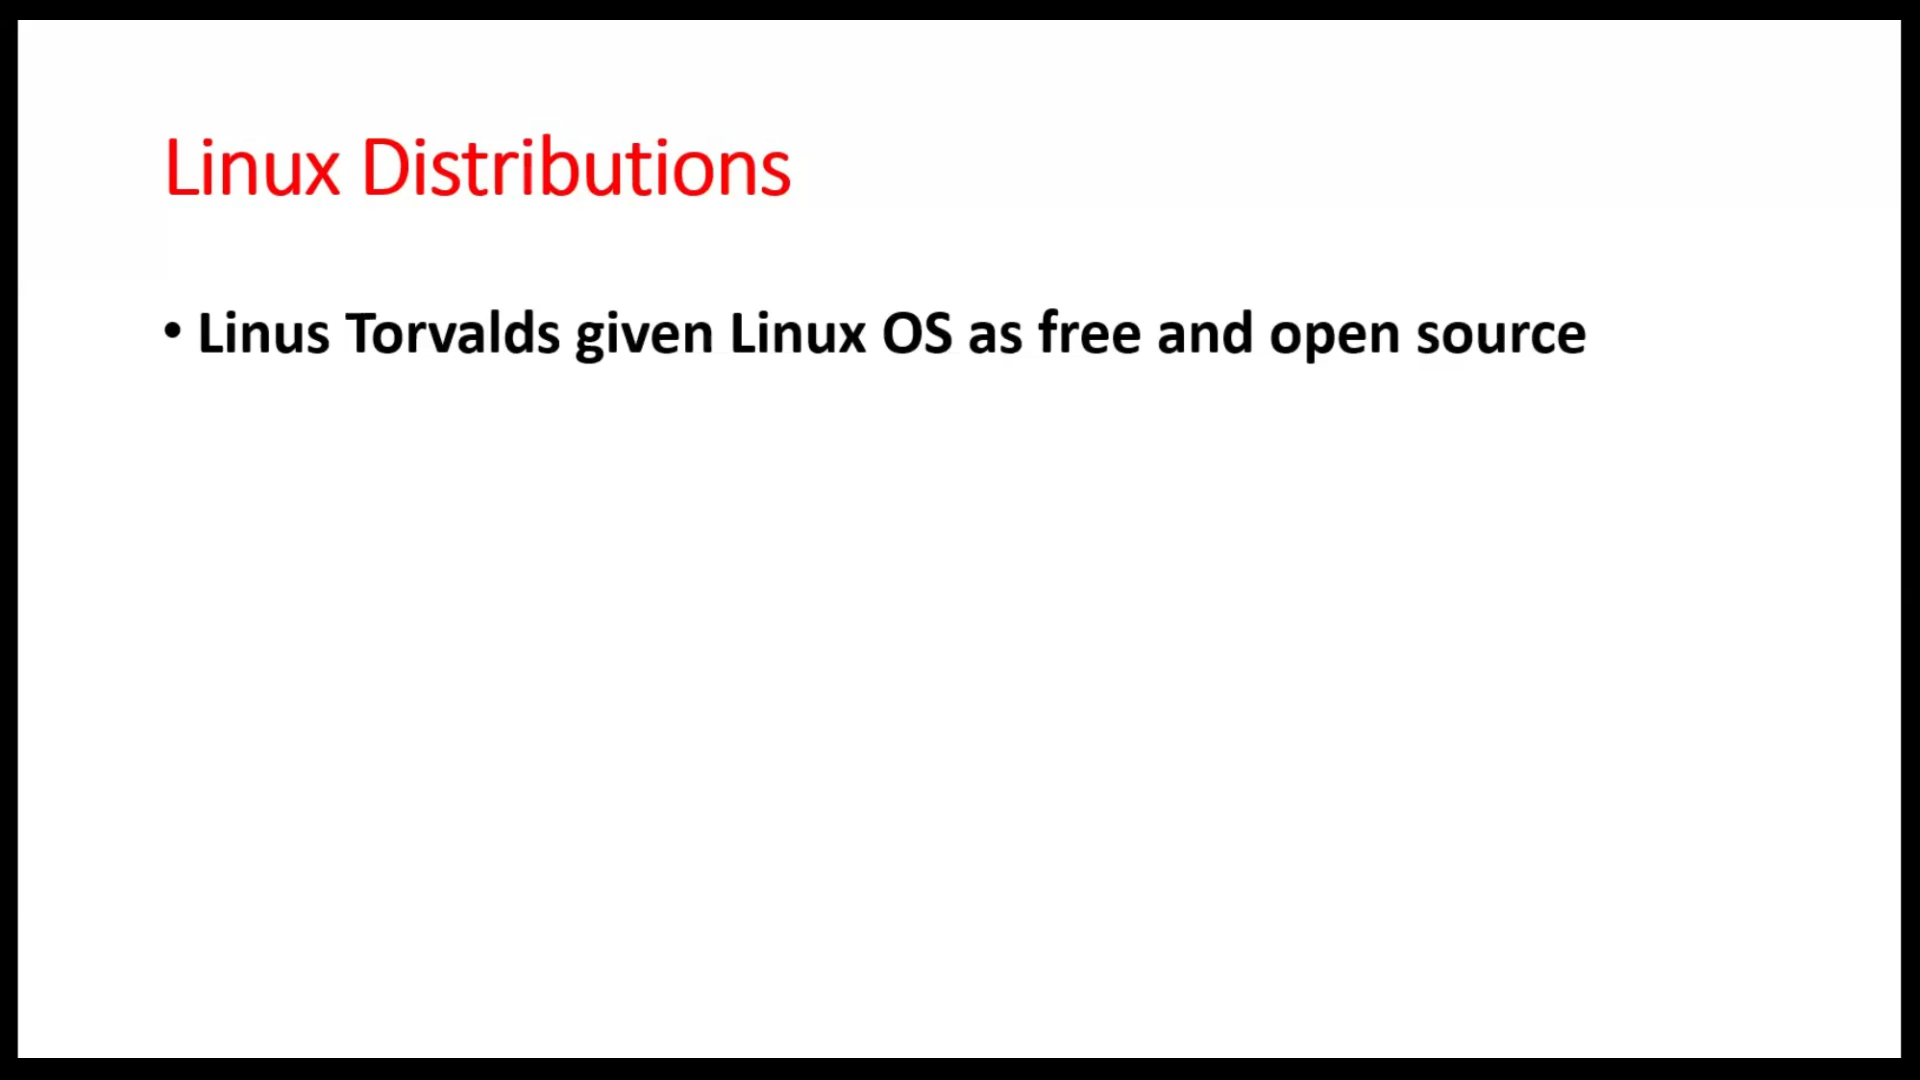 Linux Distributions
• Linus Torvalds given Linux OS as free and open source